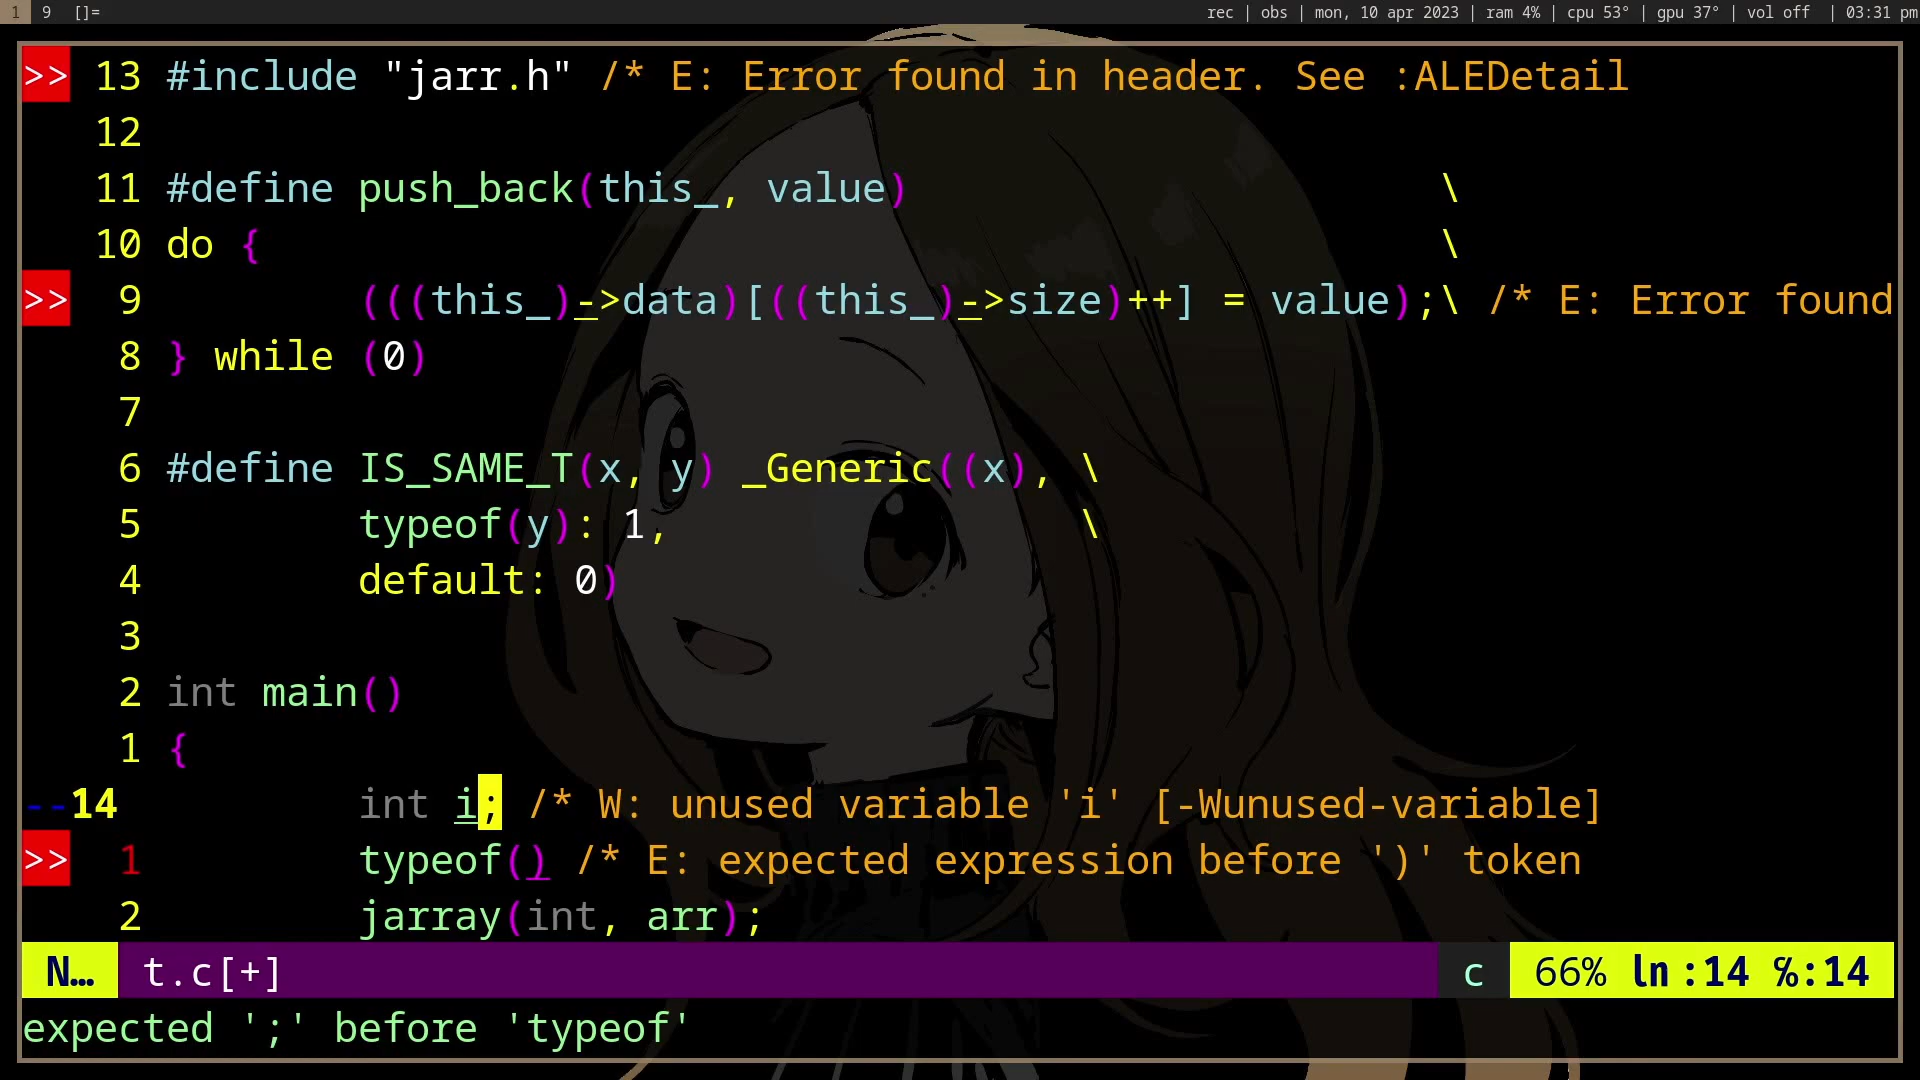 1 9 []= rec | obs | mon, 10 apr 2023 | ram 4% | cpu 53° | gpu 37° | vol off | 03:31 pm
>> 13 #include "jarr.h" /* E: Error found in header. See :ALEDetail
12
11 #define push_back(this_, value) \
10 do { \
>> 9 (((this_)->data)[((this_)->size)++] = value);\ /* E: Error found
8 } while (0)
7
6 #define IS_SAME_T(x, y) _Generic((x), \
5 typeof(y): 1, \
4 default: 0)
3
2 int main()
1 {
--14 int i; /* W: unused variable 'i' [-Wunused-variable]
>> 1 typeof() /* E: expected expression before ')' token
2 jarray(int, arr);
N… t.c[+] c 66% ln :14 ℅:14
expected ';' before 'typeof'